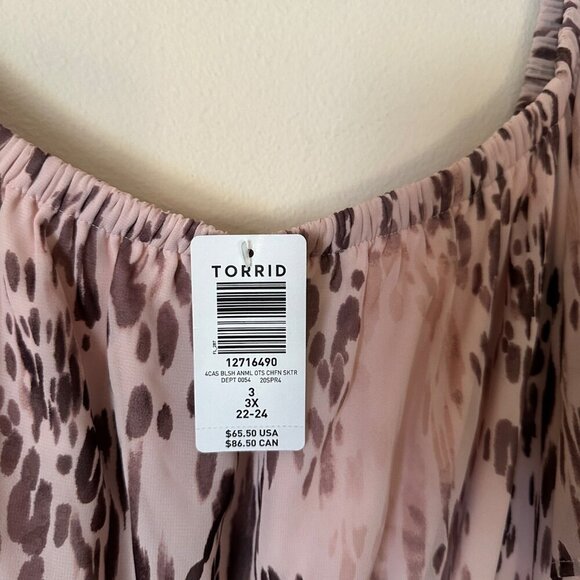 TORRID
FL_287
12716490
4CAS BLSH ANML OTS CHFN SKTR
DEPT 0054 20SPR4
3
3X
22-24
$65.50 USA
$86.50 CAN